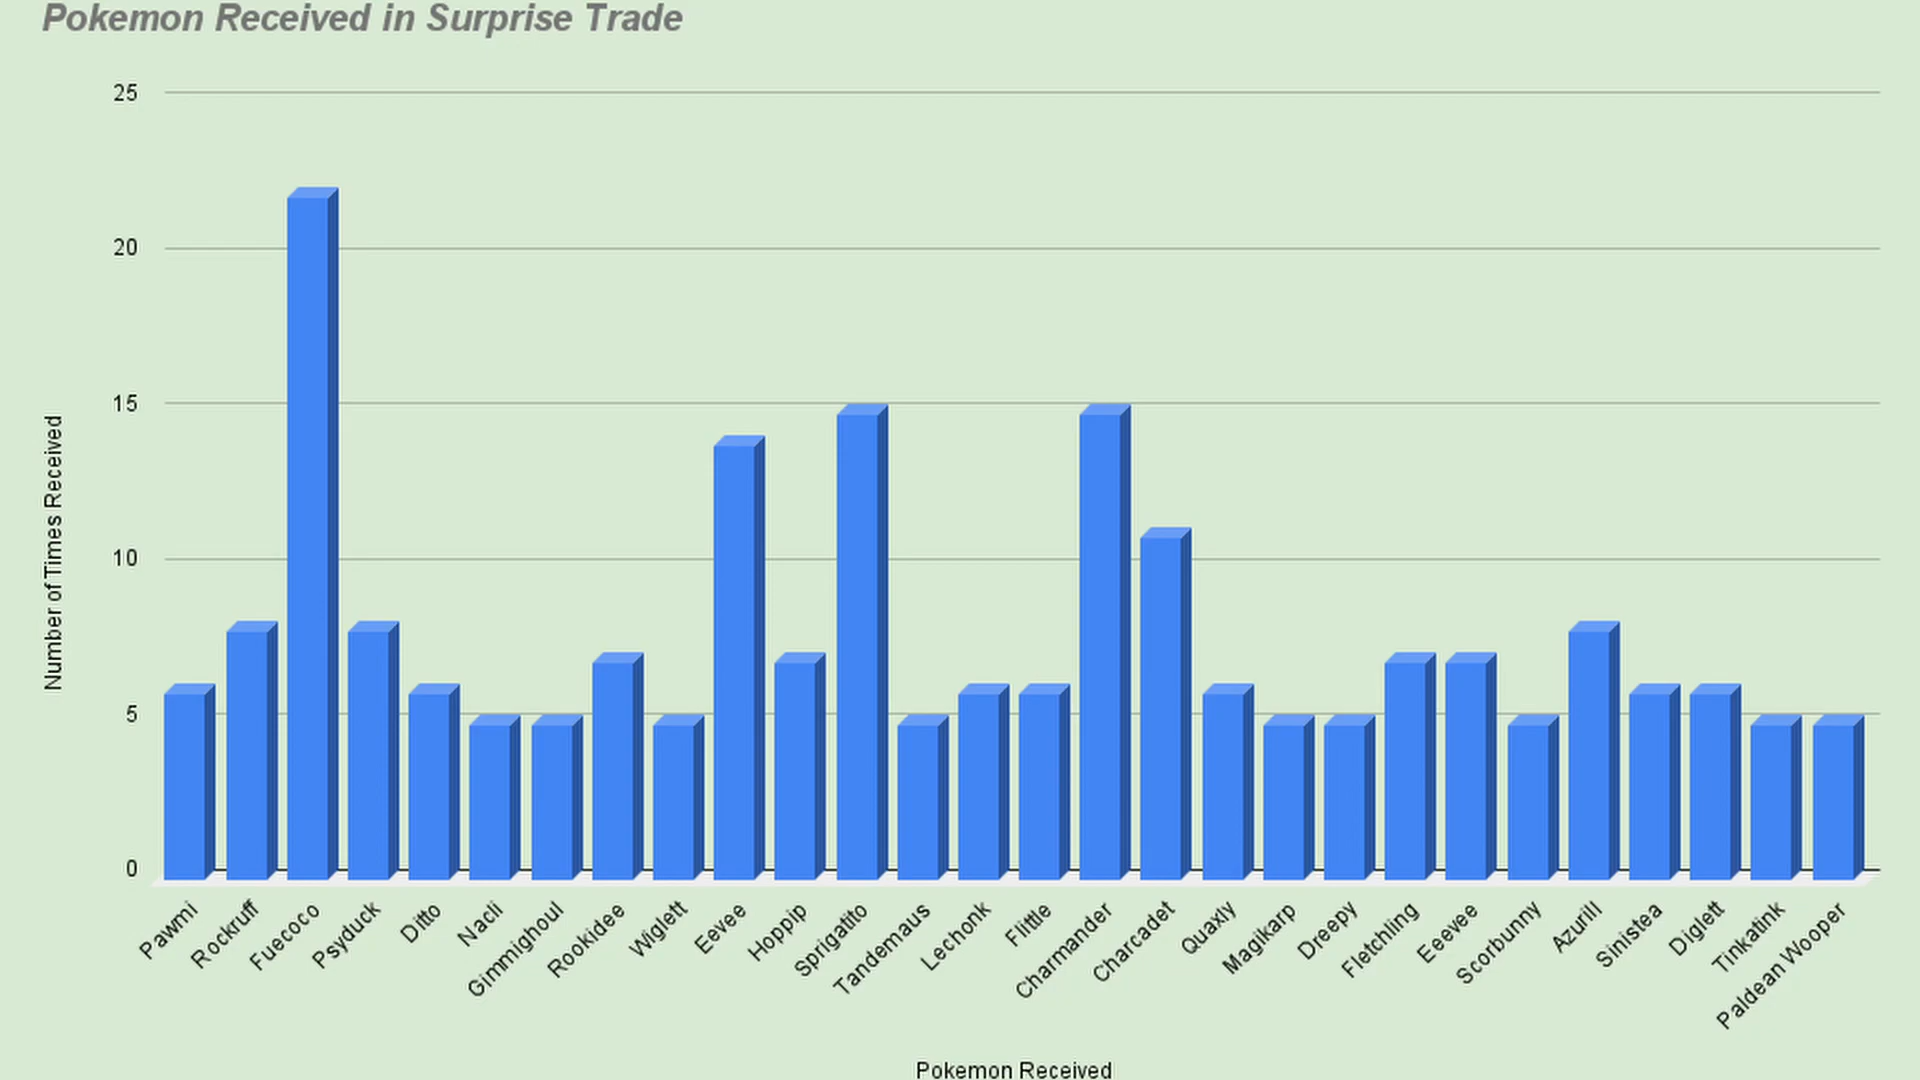 Pokemon Received in Surprise Trade
25
20
15
10
5
0
Number of Times Received
Pawmi
Rockruff
Fuecoco
Psyduck
Ditto
Nacli
Gimmighoul
Rookidee
Wiglett
Eevee
Hoppip
Sprigatito
Tandemaus
Lechonk
Flittle
Charmander
Charcadet
Quaxly
Magikarp
Dreepy
Fletchling
Eeevee
Scorbunny
Azurill
Sinistea
Diglett
Tinkatink
Paldean Wooper
Pokemon Received